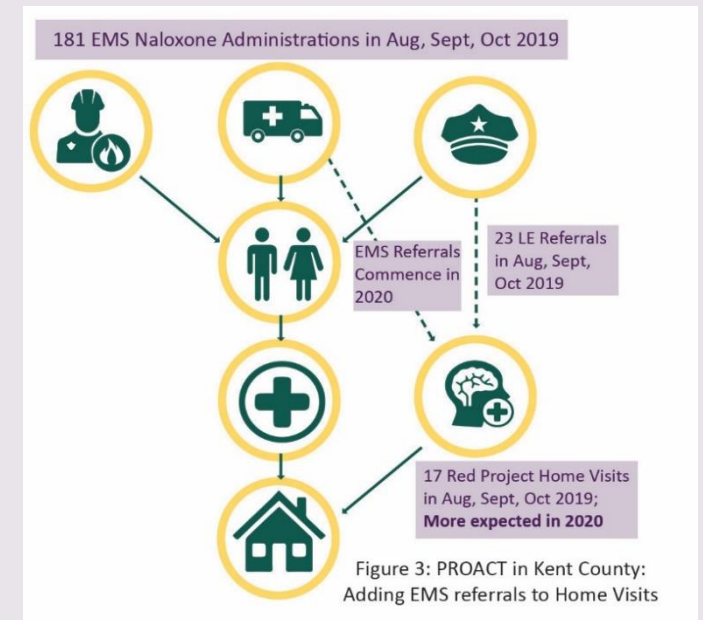 181 EMS Naloxone Administrations in Aug, Sept, Oct 2019
EMS Referrals
Commence in
2020
23 LE Referrals
in Aug, Sept,
Oct 2019
17 Red Project Home Visits
in Aug, Sept, Oct 2019;
More expected in 2020
Figure 3: PROACT in Kent County:
Adding EMS referrals to Home Visits